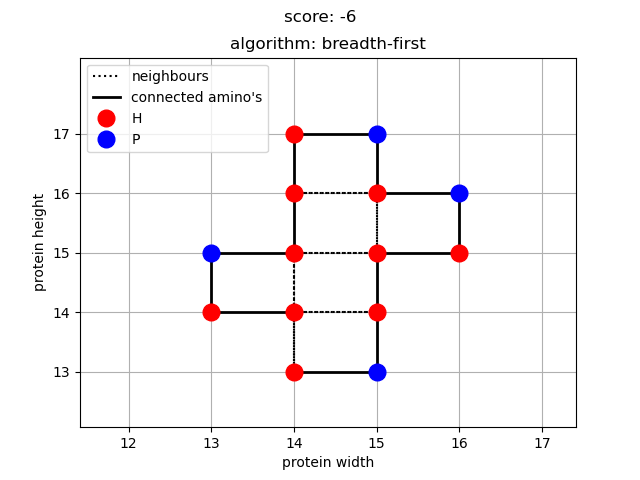 score: -6
algorithm: breadth-first
neighbours
connected amino's
H
P
17
16
15
14
13
protein height
12 13 14 15 16 17
protein width